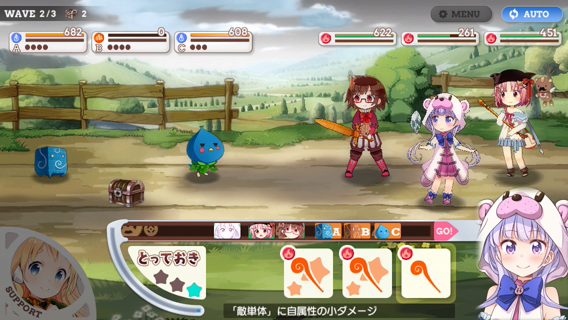 WAVE 2/3 2
MENU
AUTO
682
0
608
A
B
C
622
261
451
A B C GO!
とっておき
SUPPORT
「敵単体」に自属性の小ダメージ